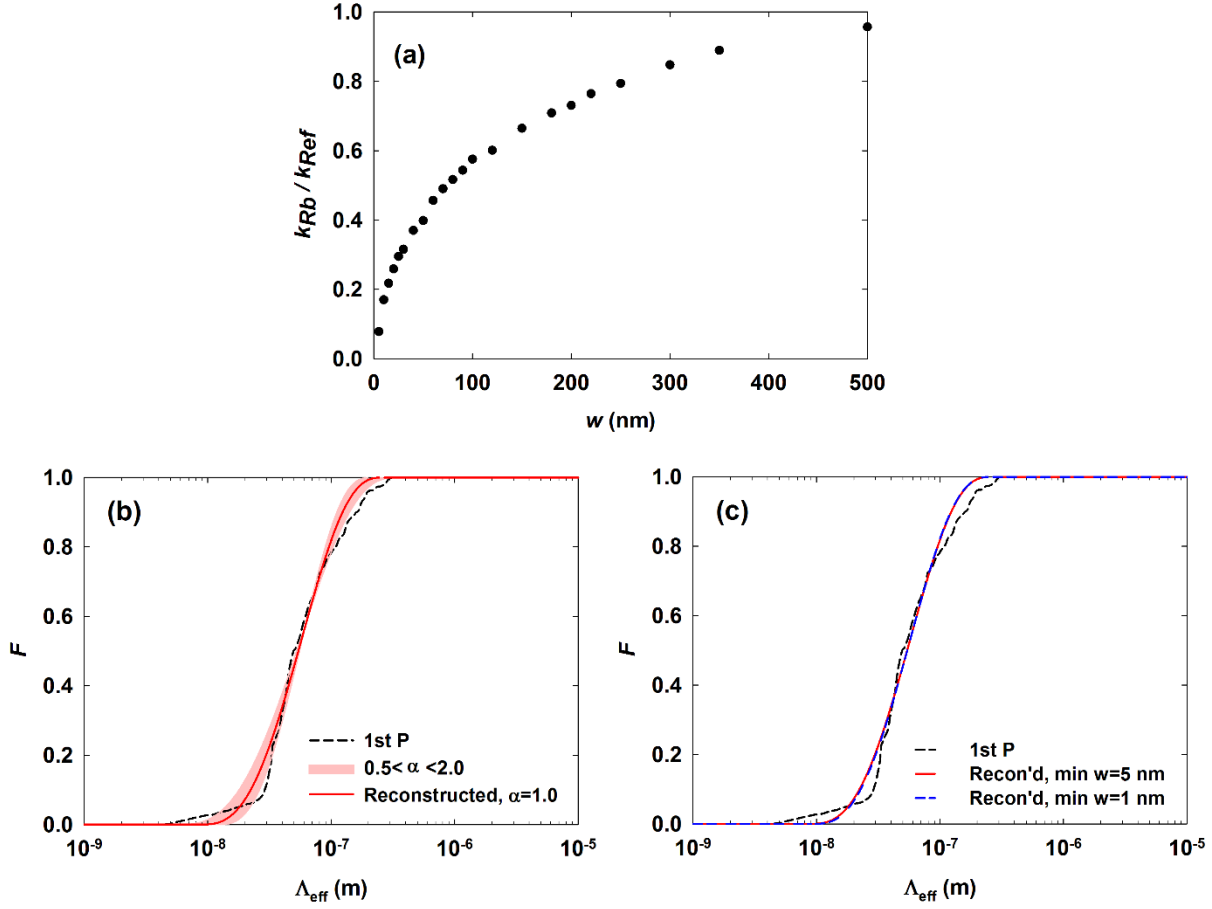 (a)
k_Rb / k_Ref
1.0
0.8
0.6
0.4
0.2
0.0
0 100 200 300 400 500
w (nm)
(b)
F
1.0
0.8
0.6
0.4
0.2
0.0
1st P
0.5< α <2.0
Reconstructed, α=1.0
10^-9 10^-8 10^-7 10^-6 10^-5
Λ_eff (m)
(c)
F
1.0
0.8
0.6
0.4
0.2
0.0
1st P
Recon'd, min w=5 nm
Recon'd, min w=1 nm
10^-9 10^-8 10^-7 10^-6 10^-5
Λ_eff (m)